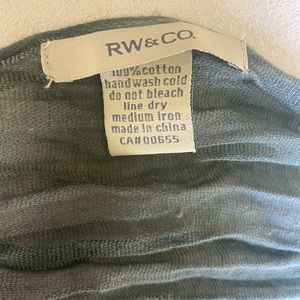 RW&CO.
100%cotton
hand wash cold
do not bleach
line dry
medium iron
made in china
CA#00655